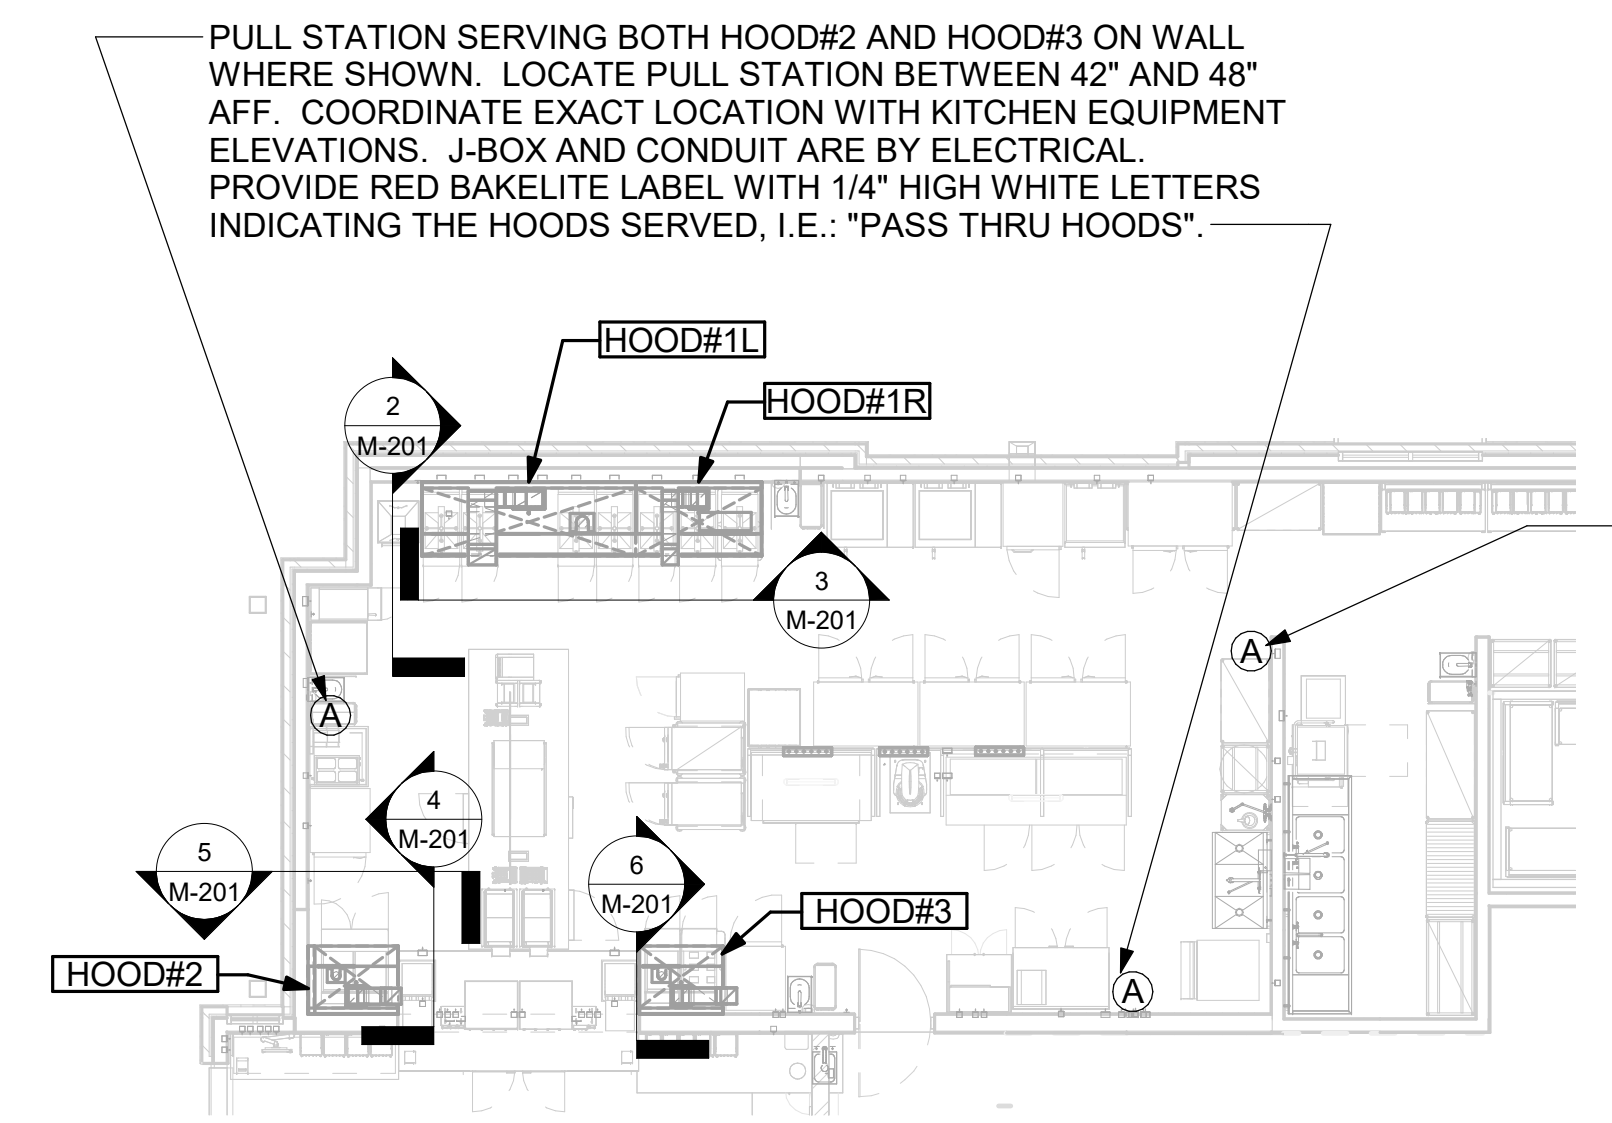 PULL STATION SERVING BOTH HOOD#2 AND HOOD#3 ON WALL
WHERE SHOWN.  LOCATE PULL STATION BETWEEN 42" AND 48"
AFF.  COORDINATE EXACT LOCATION WITH KITCHEN EQUIPMENT
ELEVATIONS.  J-BOX AND CONDUIT ARE BY ELECTRICAL.
PROVIDE RED BAKELITE LABEL WITH 1/4" HIGH WHITE LETTERS
INDICATING THE HOODS SERVED, I.E.: "PASS THRU HOODS".
HOOD#1L
HOOD#1R
2
M-201
3
M-201
A
A
4
M-201
5
M-201
6
M-201
HOOD#3
HOOD#2
A